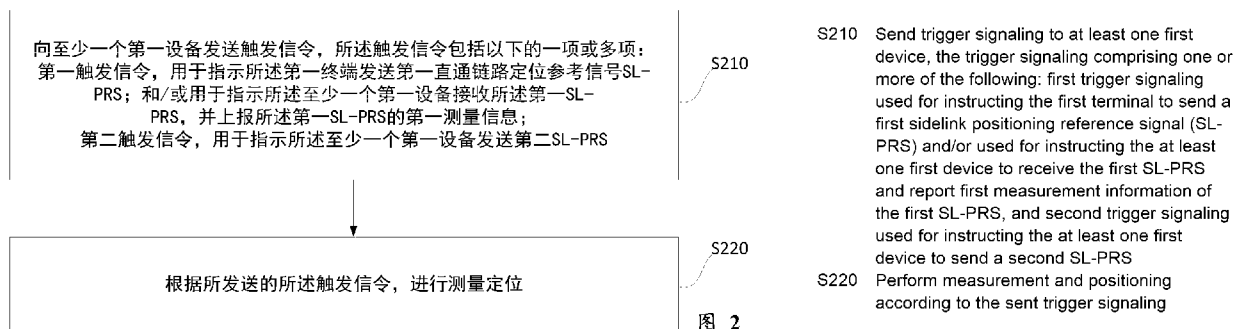 向至少一个第一设备发送触发信令，所述触发信令包括以下的一项或多项：
第一触发信令，用于指示所述第一终端发送第一直通链路定位参考信号SL-
PRS；和/或用于指示所述至少一个第一设备接收所述第一SL-
PRS，并上报所述第一SL-PRS的第一测量信息；
第二触发信令，用于指示所述至少一个第一设备发送第二SL-PRS
S210
根据所发送的所述触发信令，进行测量定位
S220
图 2
S210 Send trigger signaling to at least one first
device, the trigger signaling comprising one or
more of the following: first trigger signaling
used for instructing the first terminal to send a
first sidelink positioning reference signal (SL-
PRS) and/or used for instructing the at least
one first device to receive the first SL-PRS
and report first measurement information of
the first SL-PRS, and second trigger signaling
used for instructing the at least one first
device to send a second SL-PRS
S220 Perform measurement and positioning
according to the sent trigger signaling